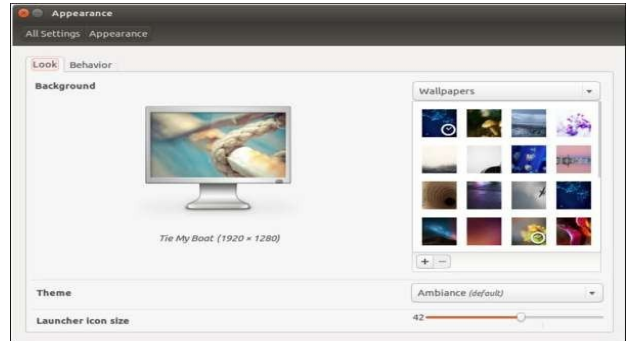 Appearance
All Settings Appearance
Look Behavior
Background
Wallpapers
Tie My Boat (1920 × 1280)
+ −
Theme
Ambiance (default)
Launcher icon size
42